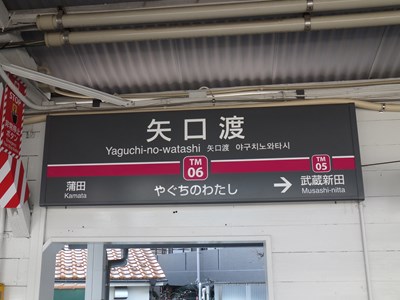 矢口渡
Yaguchi-no-watashi 矢口渡 야구치노와타시
TM
06
TM
05
蒲田
Kamata
やぐちのわたし
→ 武蔵新田
Musashi-nitta